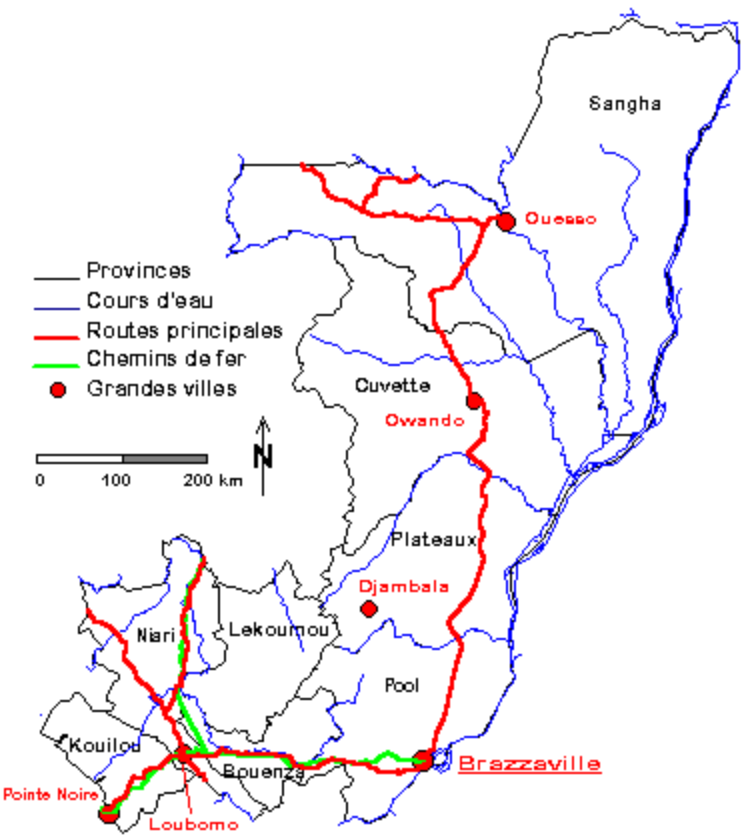 Sangha
Ouesso
Provinces
Cours d'eau
Routes principales
Chemins de fer
Grandes villes
Cuvette
Owando
N
0 100 200 km
Plateaux
Djambala
Niari
Lekoumou
Pool
Kouilou
Bouenza
Brazzaville
Pointe Noire
Loubomo